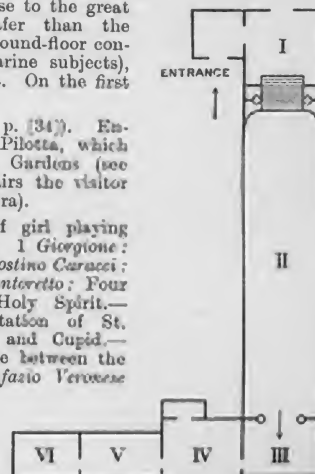 se to the great
fer than the
ound-floor con-
arine subjects),
. On the first
p. [34]). En-
Pilotta, which
Gardens (see
irs the visitor
ra).
f girl playing
1 Giorgione:
ostino Caracci:
ntoretto: Four
Holy Spirit.—
tation of St.
and Cupid.—
e between the
fazio Veronese
I
ENTRANCE
II
VI V IV III